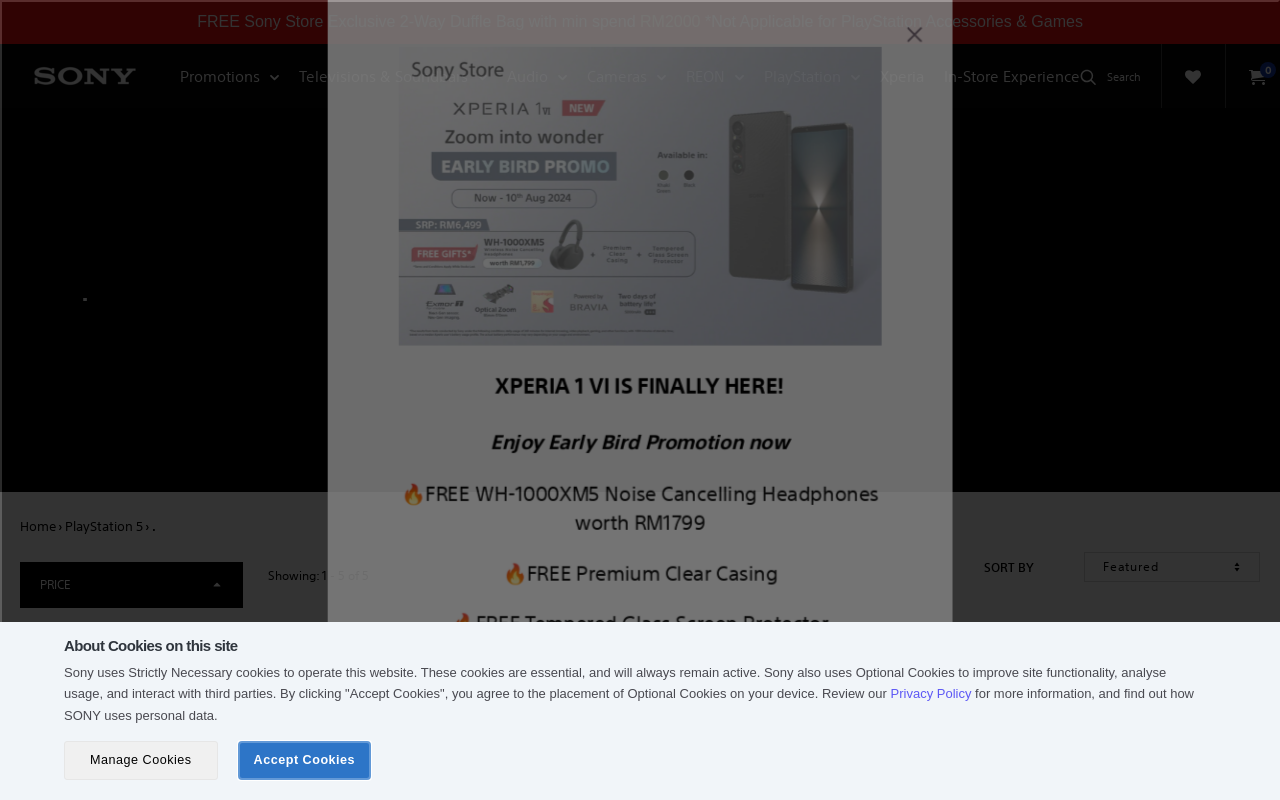 FREE Sony Store Exclusive 2-Way Duffle Bag with min spend RM2000 *Not Applicable for PlayStation Accessories & Games
SONY
Promotions
Televisions &
Audio
Cameras
REON
PlayStation
Xperia
In-Store Experience
Search
0
Sony Store
XPERIA 1 VI NEW
Zoom into wonder
EARLY BIRD PROMO
Now - 10th Aug 2024
Available in:
SRP: RM6,499
FREE GIFTS*
WH-1000XM5
worth RM1,799
+ Premium Clear Casing
+ Tempered Glass Screen Protector
Optical Zoom
Powered by BRAVIA
Two days of battery life*
XPERIA 1 VI IS FINALLY HERE!
Enjoy Early Bird Promotion now
🔥FREE WH-1000XM5 Noise Cancelling Headphones
worth RM1799
🔥FREE Premium Clear Casing
🔥FREE Tempered Glass Screen Protector
Home › PlayStation 5 › .
PRICE
Showing: 1 - 5 of 5
SORT BY
Featured
About Cookies on this site
Sony uses Strictly Necessary cookies to operate this website. These cookies are essential, and will always remain active. Sony also uses Optional Cookies to improve site functionality, analyse
usage, and interact with third parties. By clicking "Accept Cookies", you agree to the placement of Optional Cookies on your device. Review our Privacy Policy for more information, and find out how
SONY uses personal data.
Manage Cookies
Accept Cookies